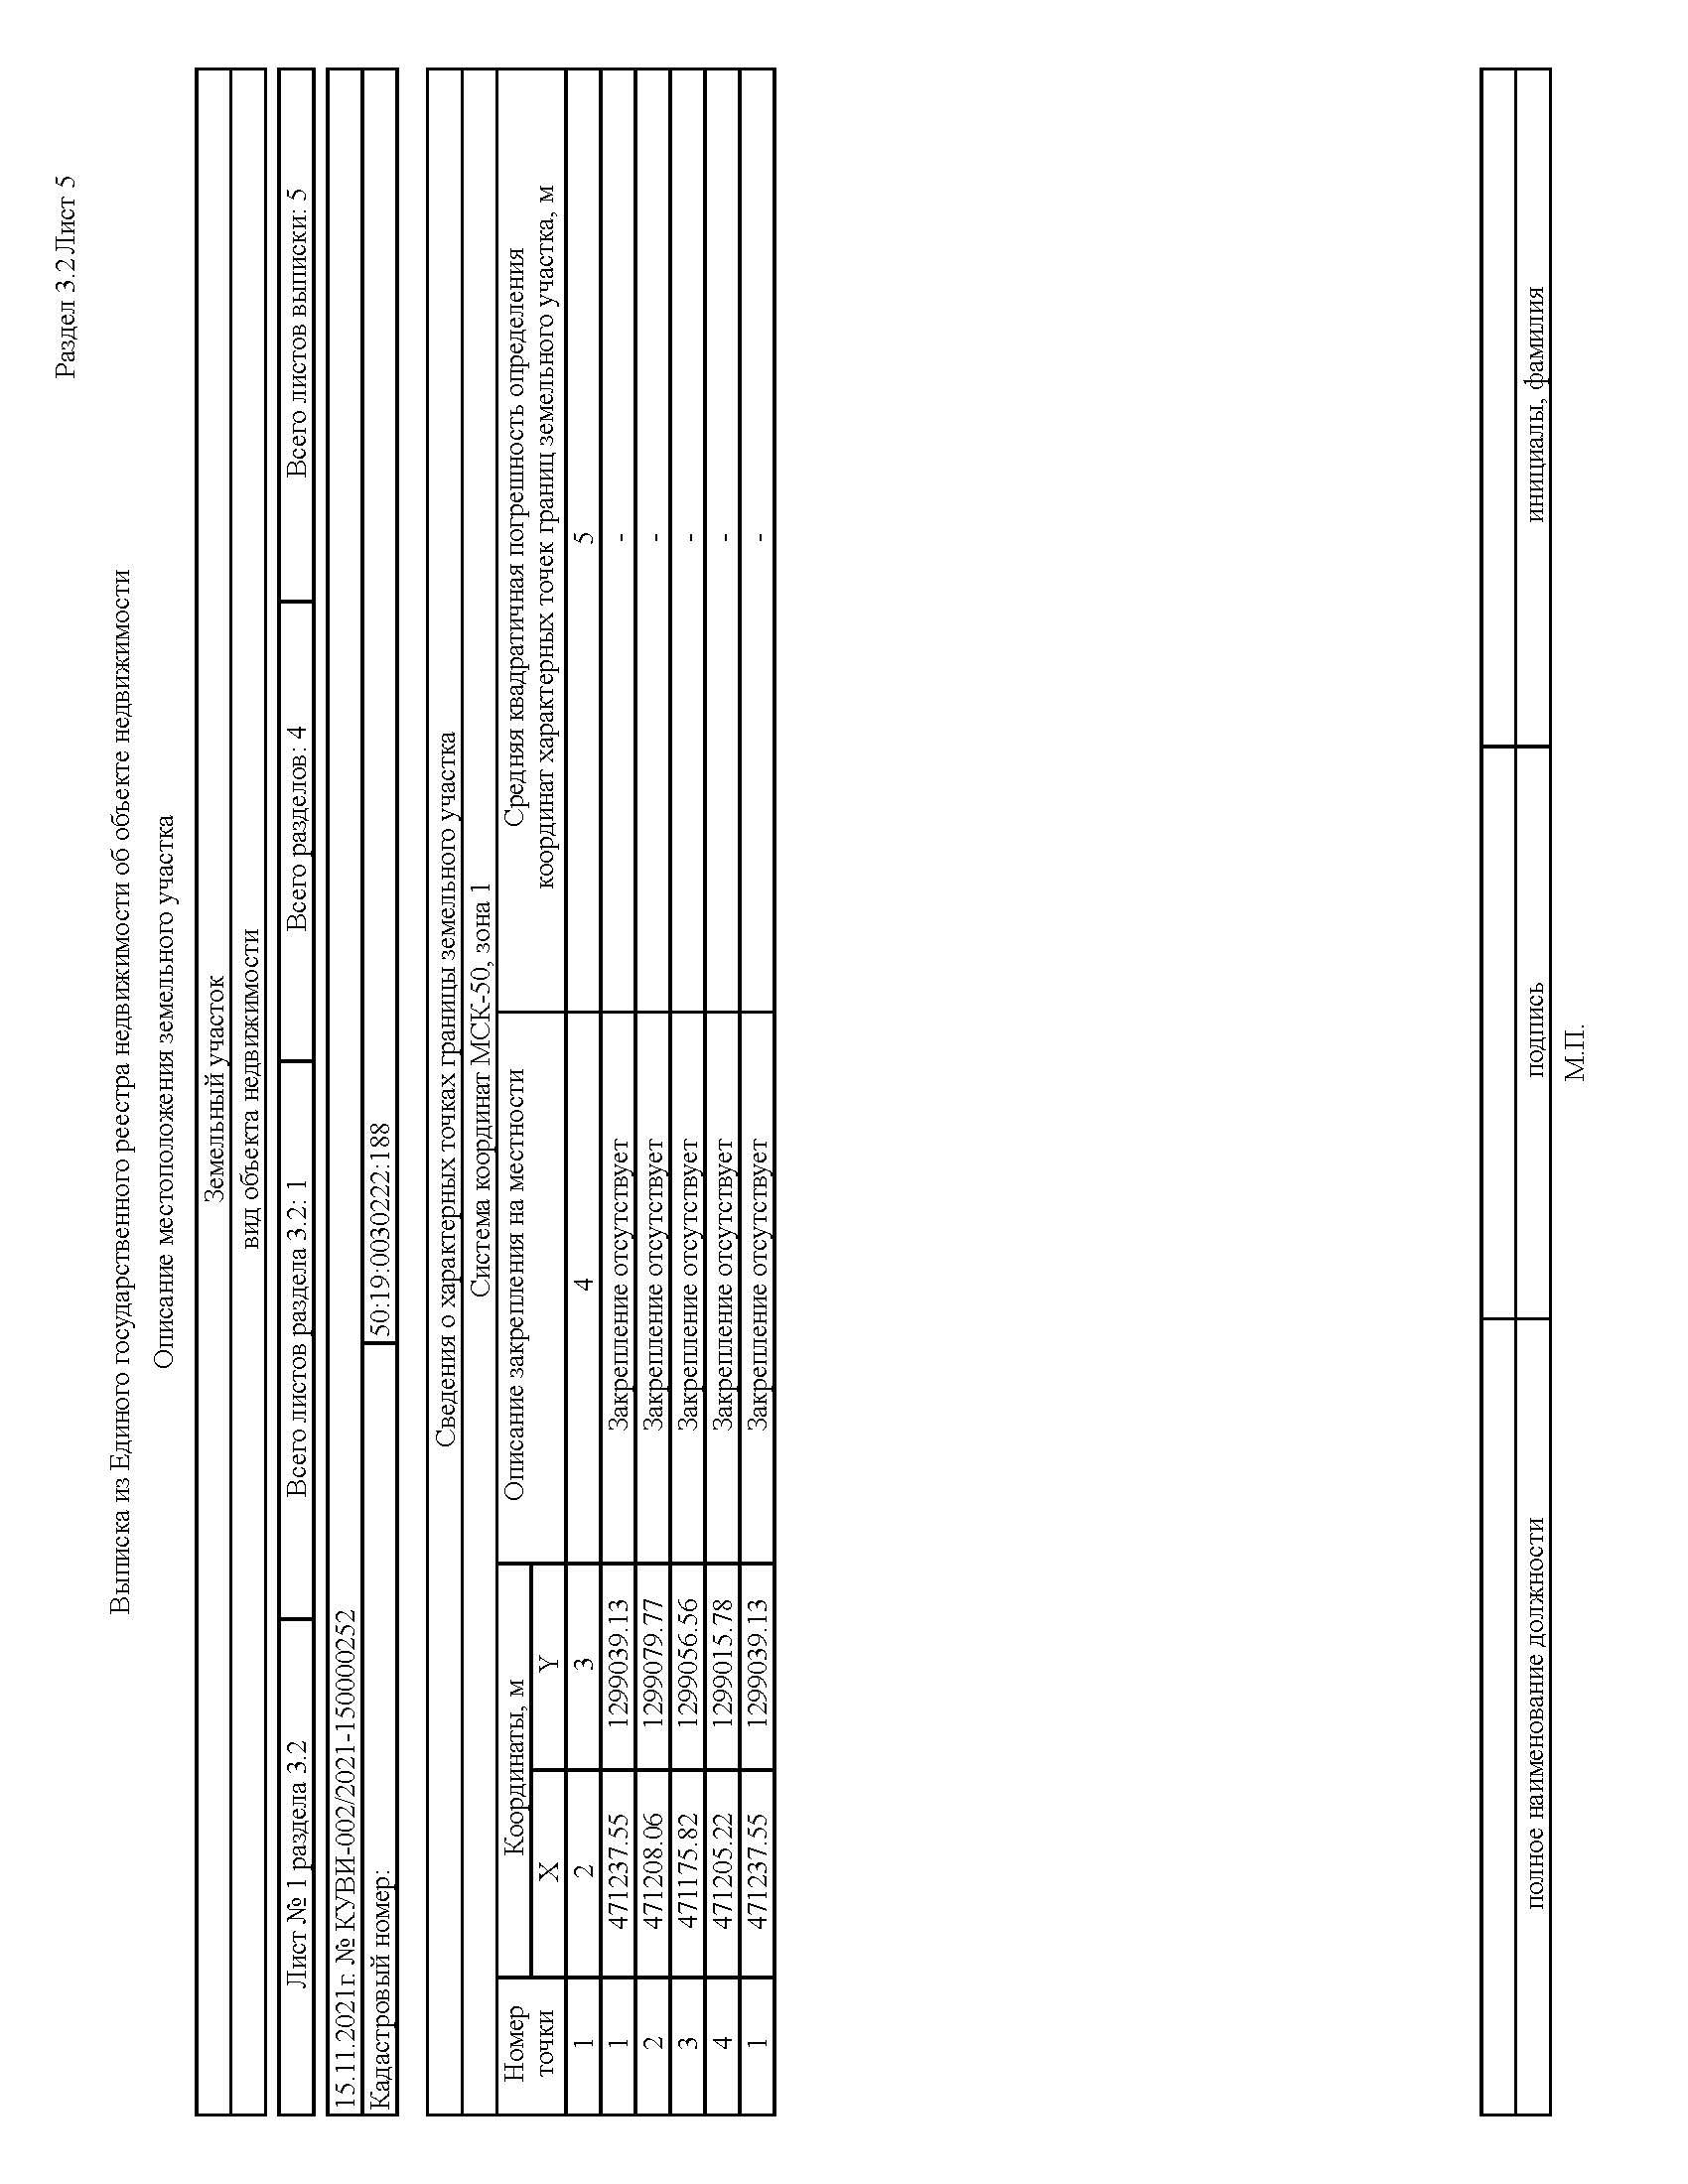 Раздел 3.2 Лист 5
Выписка из Единого государственного реестра недвижимости об объекте недвижимости
Описание местоположения земельного участка
Земельный участок
вид объекта недвижимости
Лист № 1 раздела 3.2 Всего листов раздела 3.2: 1 Всего разделов: 4 Всего листов выписки: 5
15.11.2021г. № КУВИ-002/2021-150000252
Кадастровый номер: 50:19:0030222:188
Сведения о характерных точках границы земельного участка
Система координат МСК-50, зона 1
Номер точки Координаты, м Описание закрепления на местности Средняя квадратичная погрешность определения
координат характерных точек границ земельного участка, м
X Y
1 2 3 4 5
1 471237.55 1299039.13 Закрепление отсутствует -
2 471208.06 1299079.77 Закрепление отсутствует -
3 471175.82 1299056.56 Закрепление отсутствует -
4 471205.22 1299015.78 Закрепление отсутствует -
1 471237.55 1299039.13 Закрепление отсутствует -
полное наименование должности подпись инициалы, фамилия
М.П.